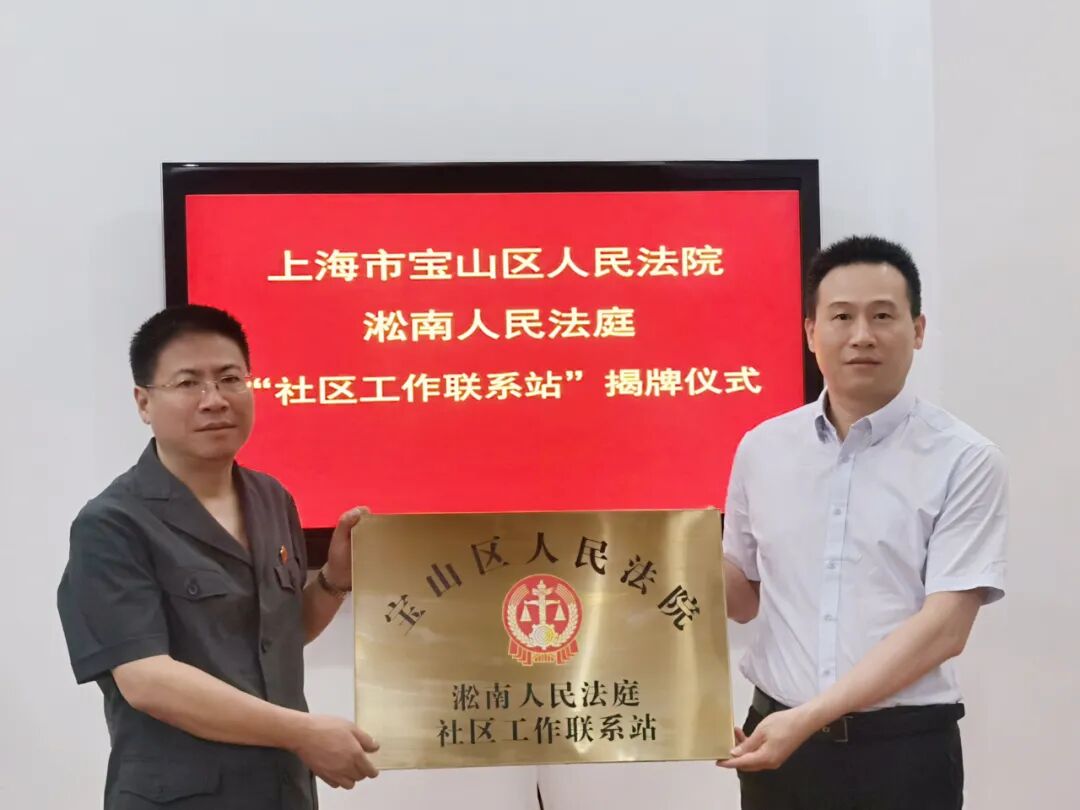 上海市宝山区人民法院
淞南人民法庭
“社区工作联系站”揭牌仪式
宝山区人民法院
淞南人民法庭
社区工作联系站